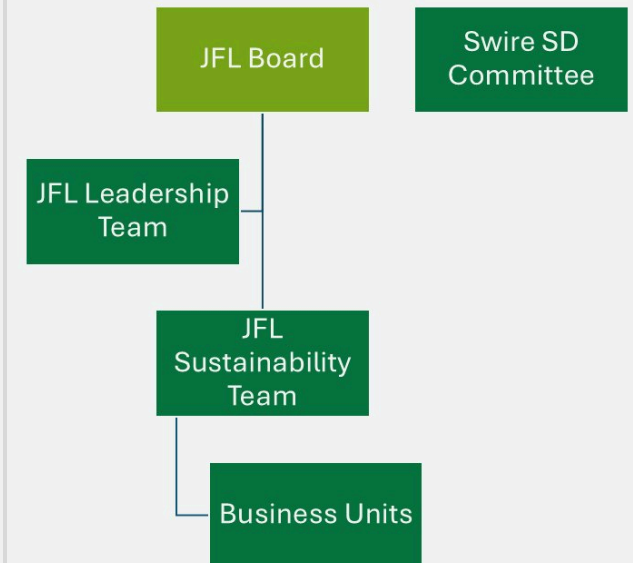 JFL Board
Swire SD
Committee
JFL Leadership
Team
JFL
Sustainability
Team
Business Units